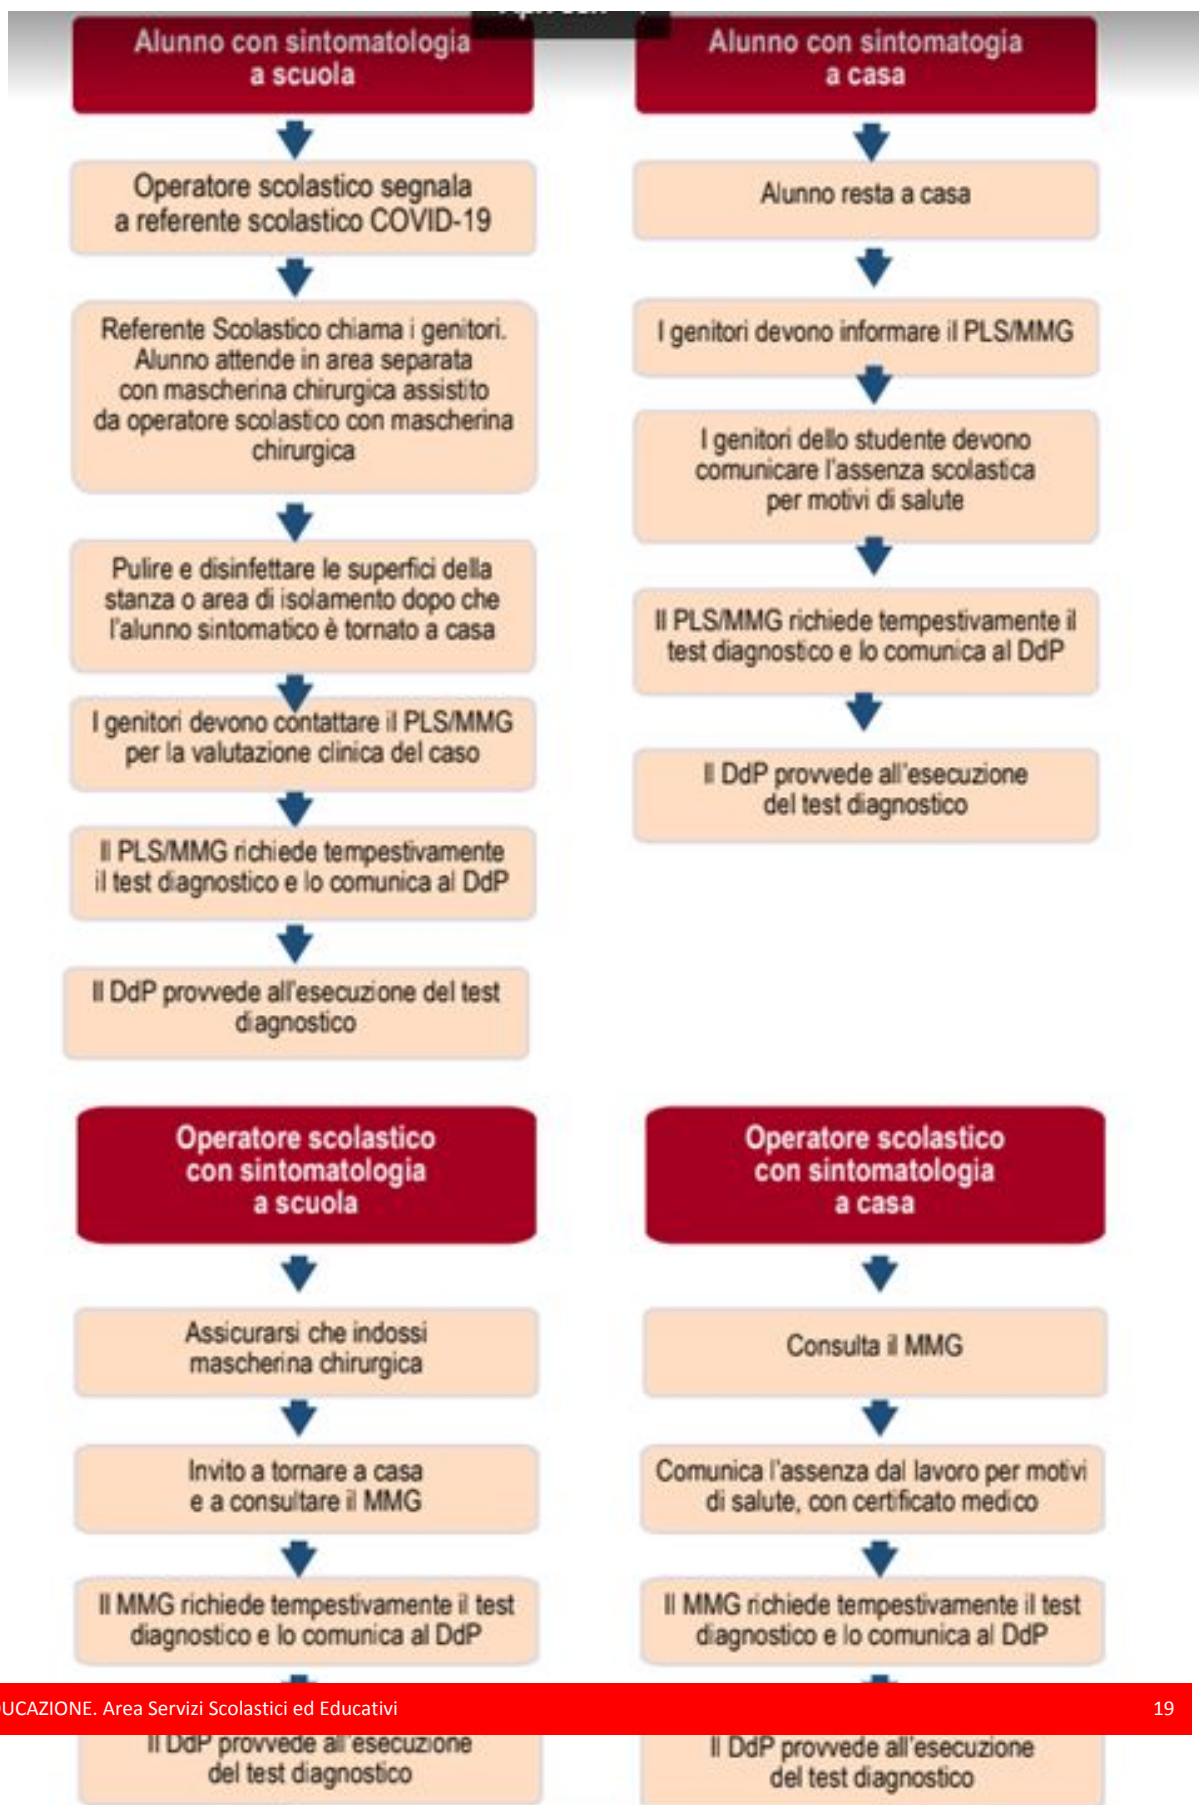 Alunno con sintomatologia
a scuola
Operatore scolastico segnala
a referente scolastico COVID-19
Referente Scolastico chiama i genitori.
Alunno attende in area separata
con mascherina chirurgica assistito
da operatore scolastico con mascherina
chirurgica
Pulire e disinfettare le superfici della
stanza o area di isolamento dopo che
l'alunno sintomatico è tornato a casa
I genitori devono contattare il PLS/MMG
per la valutazione clinica del caso
Il PLS/MMG richiede tempestivamente
il test diagnostico e lo comunica al DdP
Il DdP provvede all'esecuzione del test
diagnostico
Alunno con sintomatogia
a casa
Alunno resta a casa
I genitori devono informare il PLS/MMG
I genitori dello studente devono
comunicare l'assenza scolastica
per motivi di salute
Il PLS/MMG richiede tempestivamente il
test diagnostico e lo comunica al DdP
Il DdP provvede all'esecuzione
del test diagnostico
Operatore scolastico
con sintomatologia
a scuola
Assicurarsi che indossi
mascherina chirurgica
Invito a tornare a casa
e a consultare il MMG
Il MMG richiede tempestivamente il test
diagnostico e lo comunica al DdP
Il DdP provvede all'esecuzione
del test diagnostico
Operatore scolastico
con sintomatologia
a casa
Consulta il MMG
Comunica l'assenza dal lavoro per motivi
di salute, con certificato medico
Il MMG richiede tempestivamente il test
diagnostico e lo comunica al DdP
Il DdP provvede all'esecuzione
del test diagnostico
DUCAZIONE. Area Servizi Scolastici ed Educativi
19